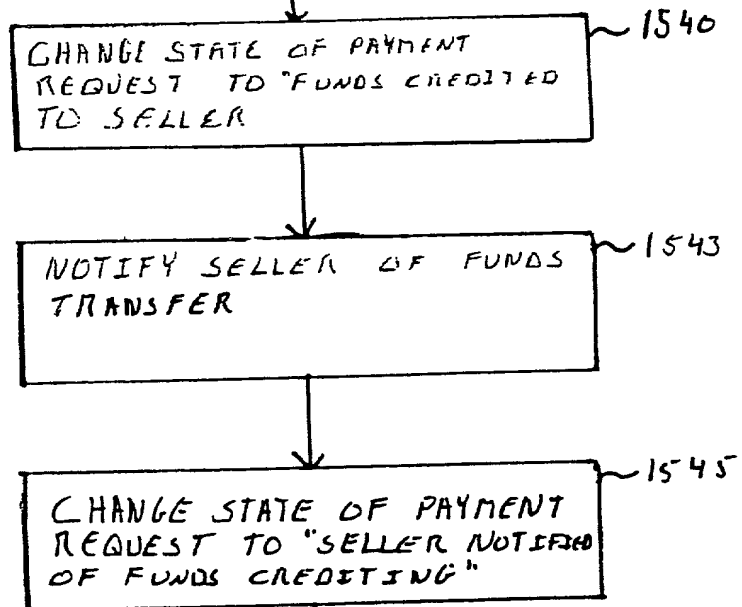 1540
CHANGE STATE OF PAYMENT
REQUEST TO "FUNDS CREDITED
TO SELLER
1543
NOTIFY SELLER OF FUNDS
TRANSFER
1545
CHANGE STATE OF PAYMENT
REQUEST TO "SELLER NOTIFIED
OF FUNDS CREDITING"